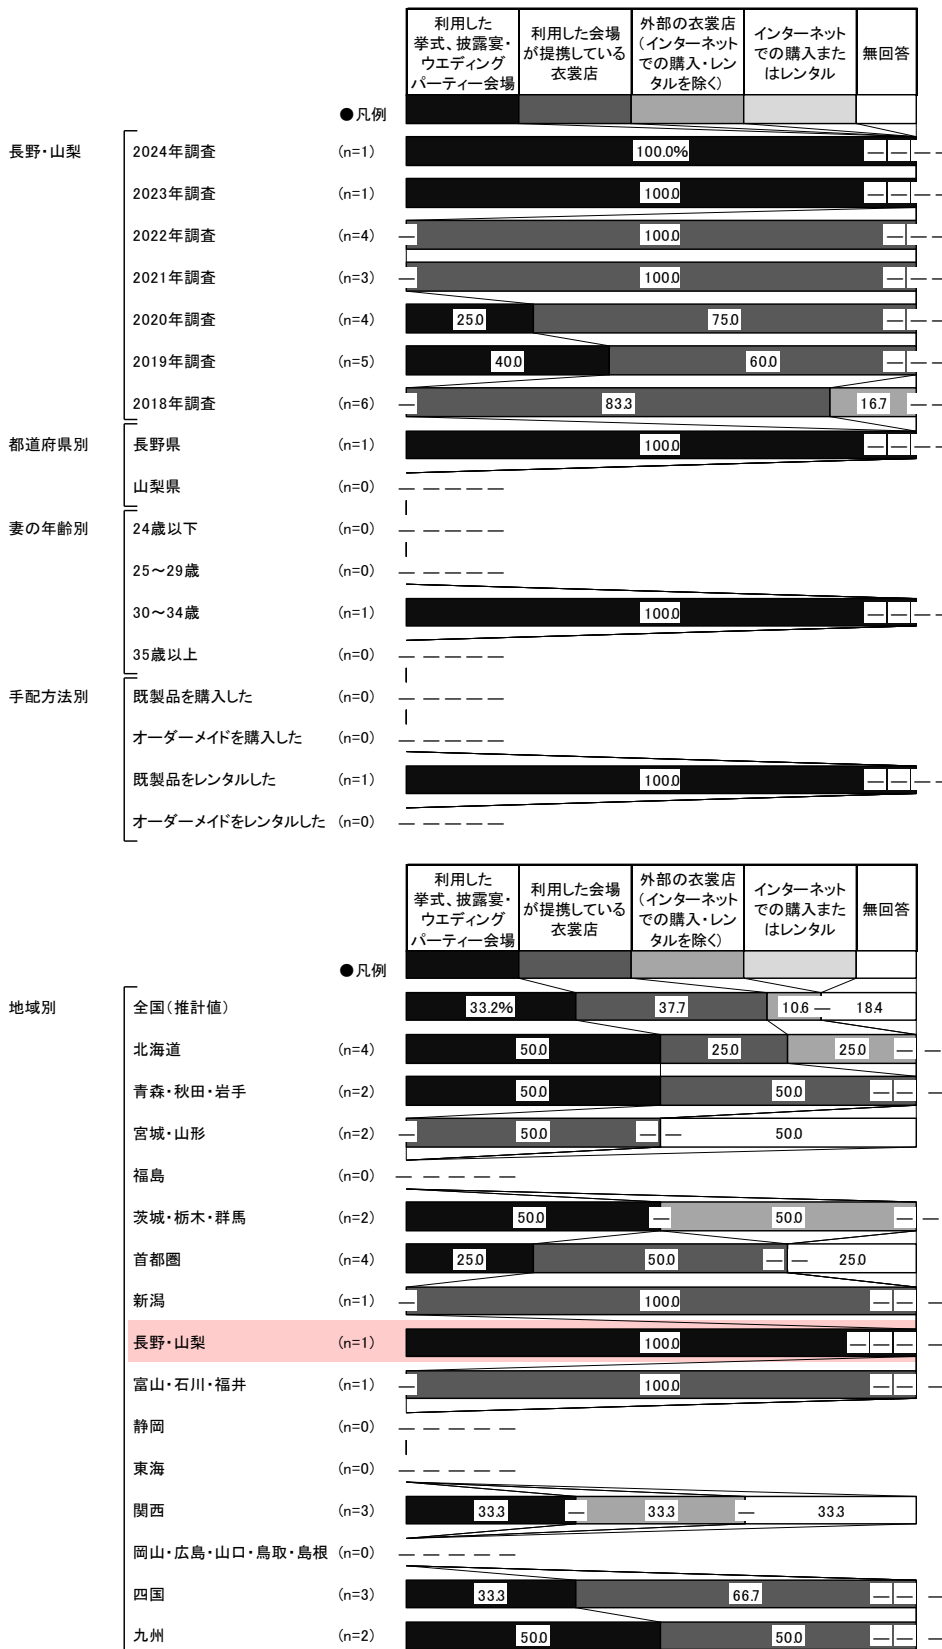 利用した
挙式、披露宴・
ウエディング
パーティー会場
利用した会場
が提携している
衣裳店
外部の衣裳店
(インターネット
での購入・レン
タルを除く)
インターネット
での購入また
はレンタル
無回答
●凡例
長野・山梨 2024年調査 (n=1) 100.0% — — —
2023年調査 (n=1) 100.0 — — — —
2022年調査 (n=4) — 100.0 — — —
2021年調査 (n=3) — 100.0 — — —
2020年調査 (n=4) 25.0 75.0 — — —
2019年調査 (n=5) 40.0 60.0 — — —
2018年調査 (n=6) — 83.3 16.7 — —
都道府県別 長野県 (n=1) 100.0 — — — —
山梨県 (n=0) — — — — —
妻の年齢別 24歳以下 (n=0) — — — — —
25～29歳 (n=0) — — — — —
30～34歳 (n=1) 100.0 — — — —
35歳以上 (n=0) — — — — —
手配方法別 既製品を購入した (n=0) — — — — —
オーダーメイドを購入した (n=0) — — — — —
既製品をレンタルした (n=1) 100.0 — — — —
オーダーメイドをレンタルした (n=0) — — — — —
利用した
挙式、披露宴・
ウエディング
パーティー会場
利用した会場
が提携している
衣裳店
外部の衣裳店
(インターネット
での購入・レン
タルを除く)
インターネット
での購入また
はレンタル
無回答
●凡例
地域別 全国(推計値) 33.2% 37.7 10.6 — 18.4
北海道 (n=4) 50.0 25.0 25.0 — —
青森・秋田・岩手 (n=2) 50.0 50.0 — — —
宮城・山形 (n=2) — 50.0 — — 50.0
福島 (n=0) — — — — —
茨城・栃木・群馬 (n=2) 50.0 — 50.0 — —
首都圏 (n=4) 25.0 50.0 — — 25.0
新潟 (n=1) — 100.0 — — —
長野・山梨 (n=1) 100.0 — — — —
富山・石川・福井 (n=1) — 100.0 — — —
静岡 (n=0) — — — — —
東海 (n=0) — — — — —
関西 (n=3) 33.3 — 33.3 — 33.3
岡山・広島・山口・鳥取・島根 (n=0) — — — — —
四国 (n=3) 33.3 66.7 — — —
九州 (n=2) 50.0 50.0 — — —